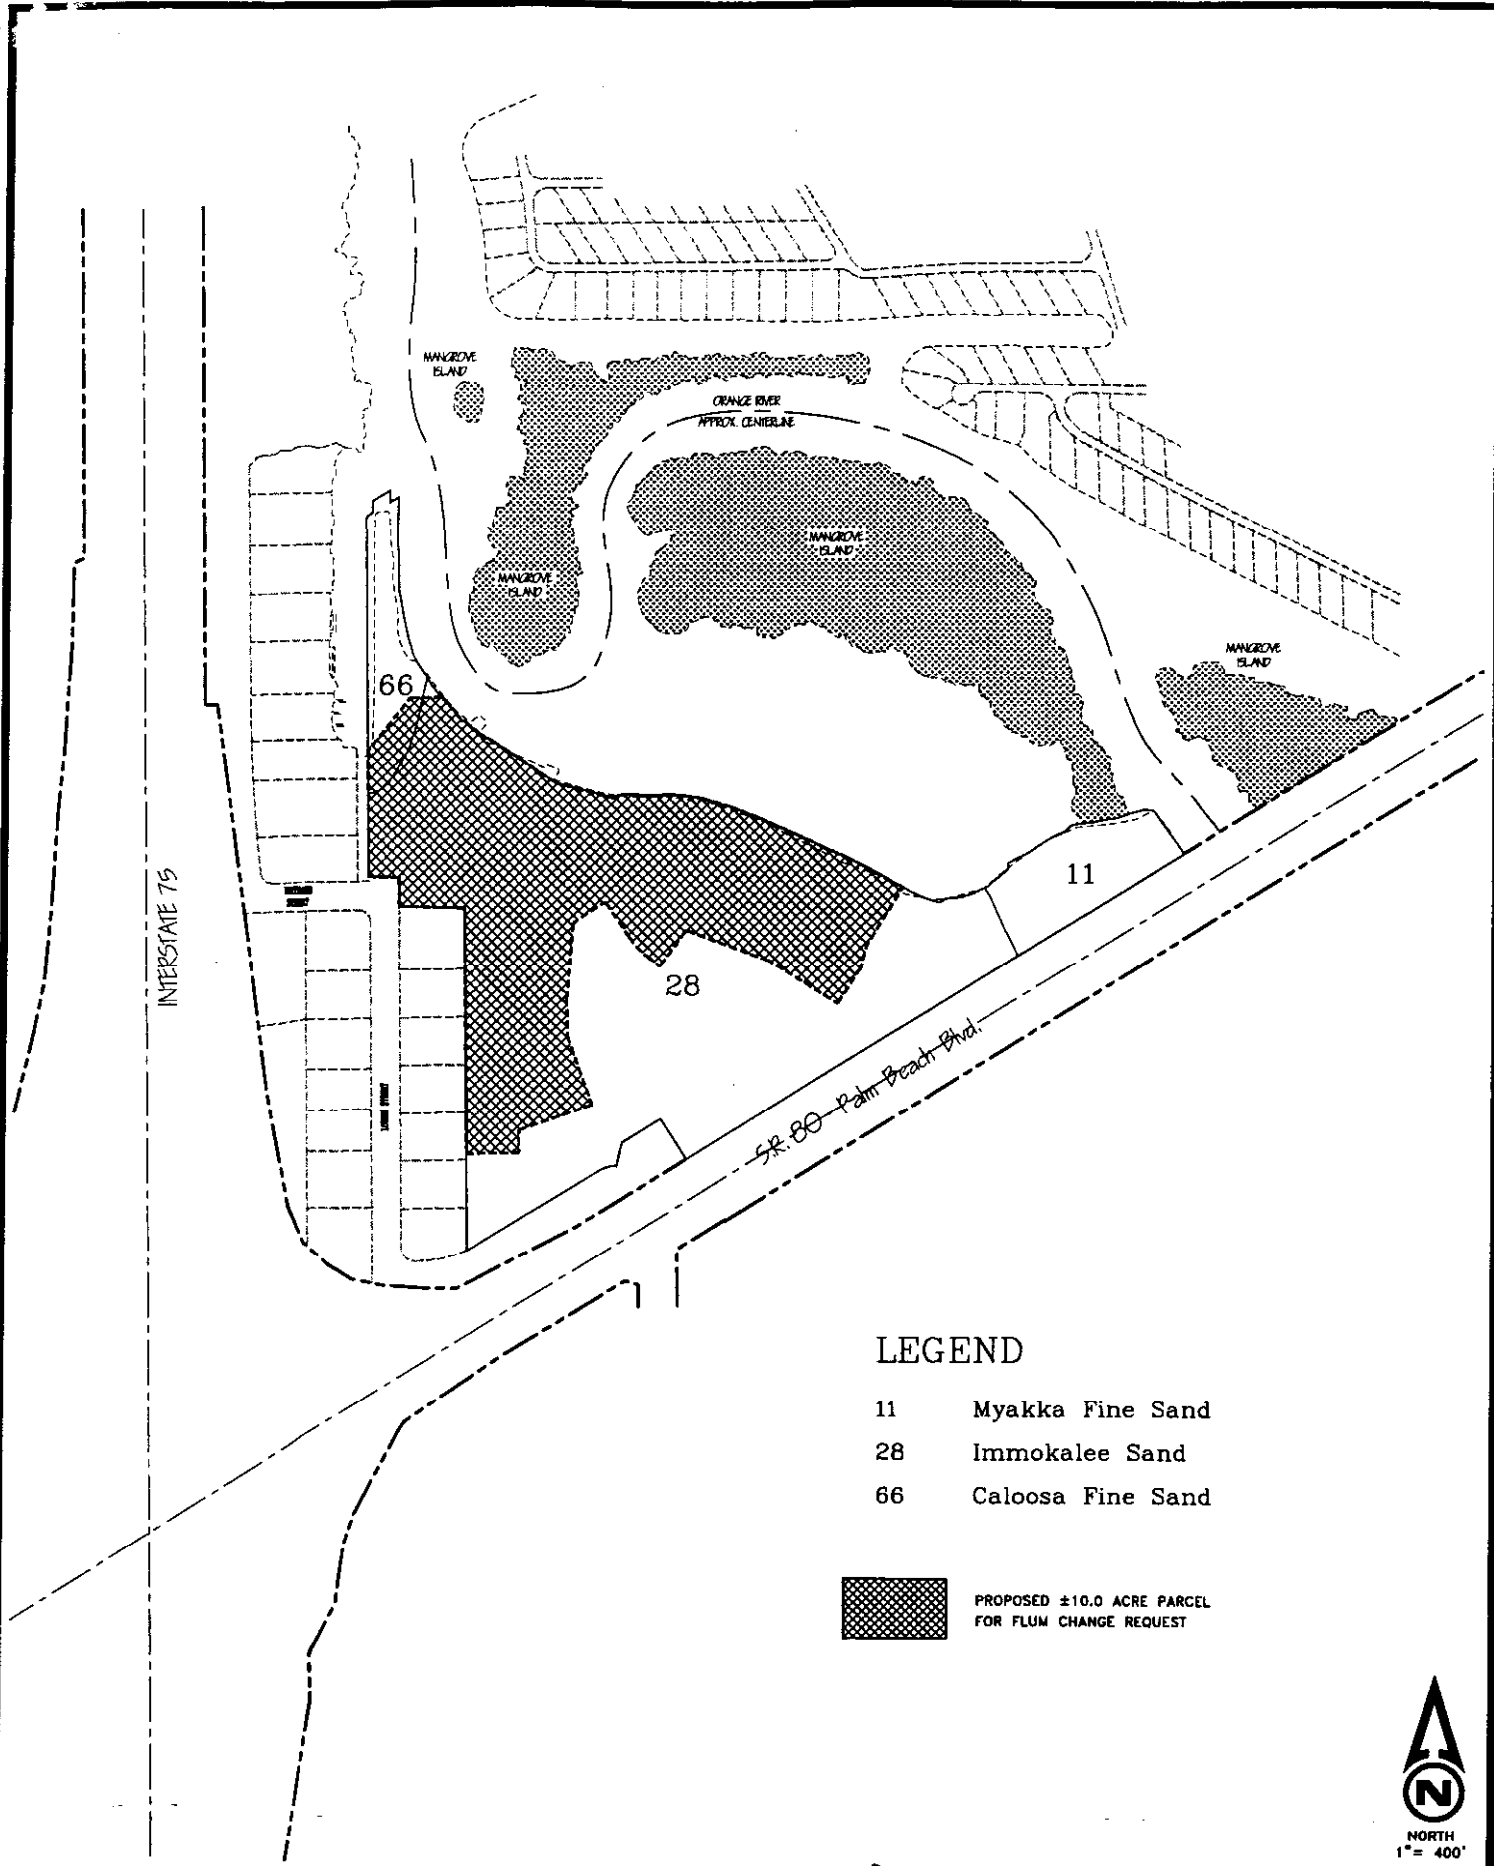 MANGROVE
ISLAND
ORANGE RIVER
APPROX. CENTERLINE
MANGROVE
ISLAND
MANGROVE
ISLAND
MANGROVE
ISLAND
66
11
28
INTERSTATE 75
STREET
S.R. 80 Palm Beach Blvd.
LEGEND
11 Myakka Fine Sand
28 Immokalee Sand
66 Caloosa Fine Sand
PROPOSED ±10.0 ACRE PARCEL
FOR FLUM CHANGE REQUEST
N
NORTH
1"= 400'